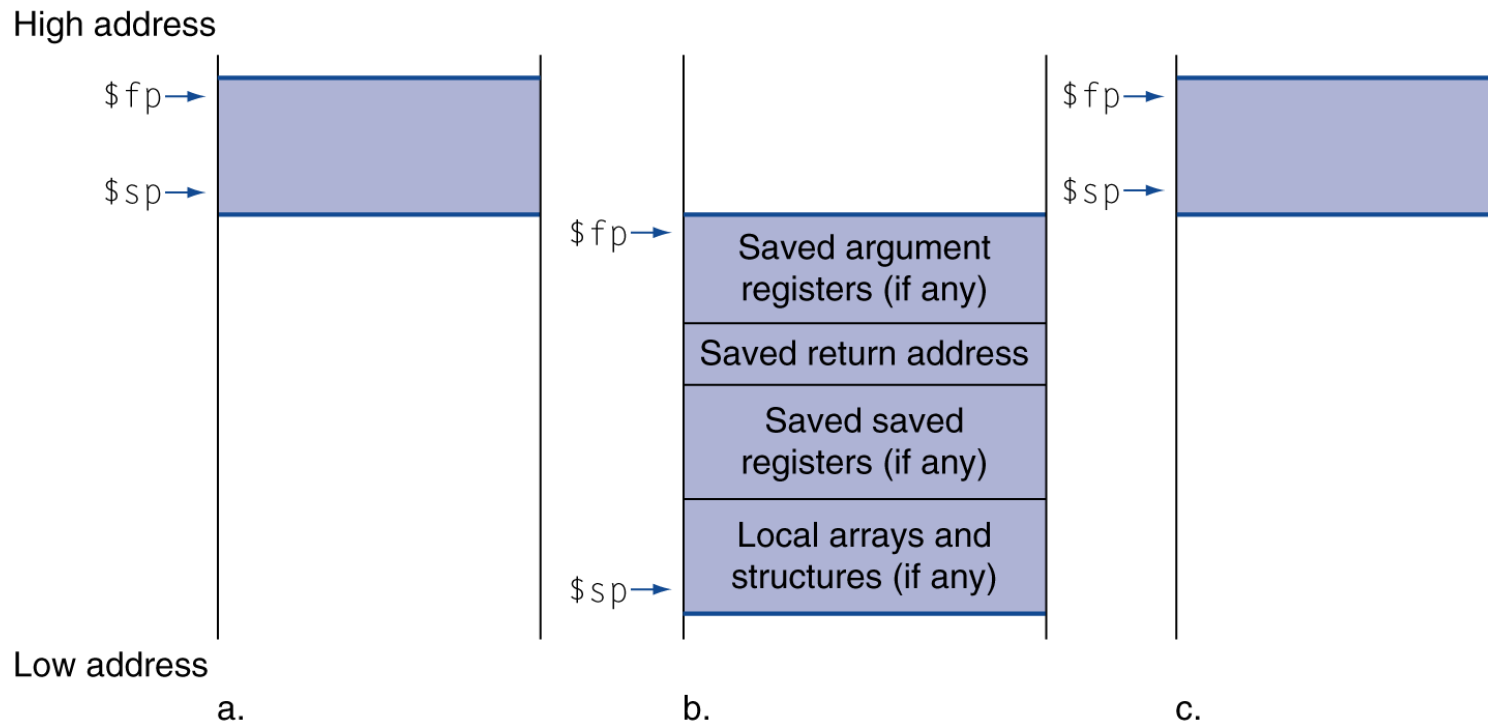 High address
$fp
$sp
$fp
Saved argument
registers (if any)
Saved return address
Saved saved
registers (if any)
Local arrays and
structures (if any)
$sp
$fp
$sp
Low address
a.
b.
c.